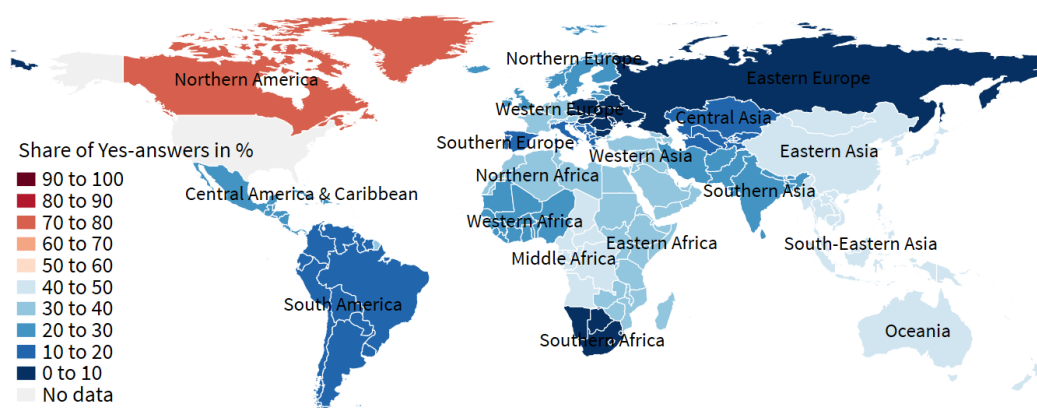 Northern Europe
Northern America
Eastern Europe
Western Europe
Central Asia
Southern Europe
Share of Yes-answers in %
Western Asia
Eastern Asia
Northern Africa
90 to 100
Central America & Caribbean
Southern Asia
80 to 90
70 to 80
Western Africa
60 to 70
Eastern Africa
South-Eastern Asia
Middle Africa
50 to 60
40 to 50
South America
30 to 40
Oceania
20 to 30
Southern Africa
10 to 20
0 to 10
No data